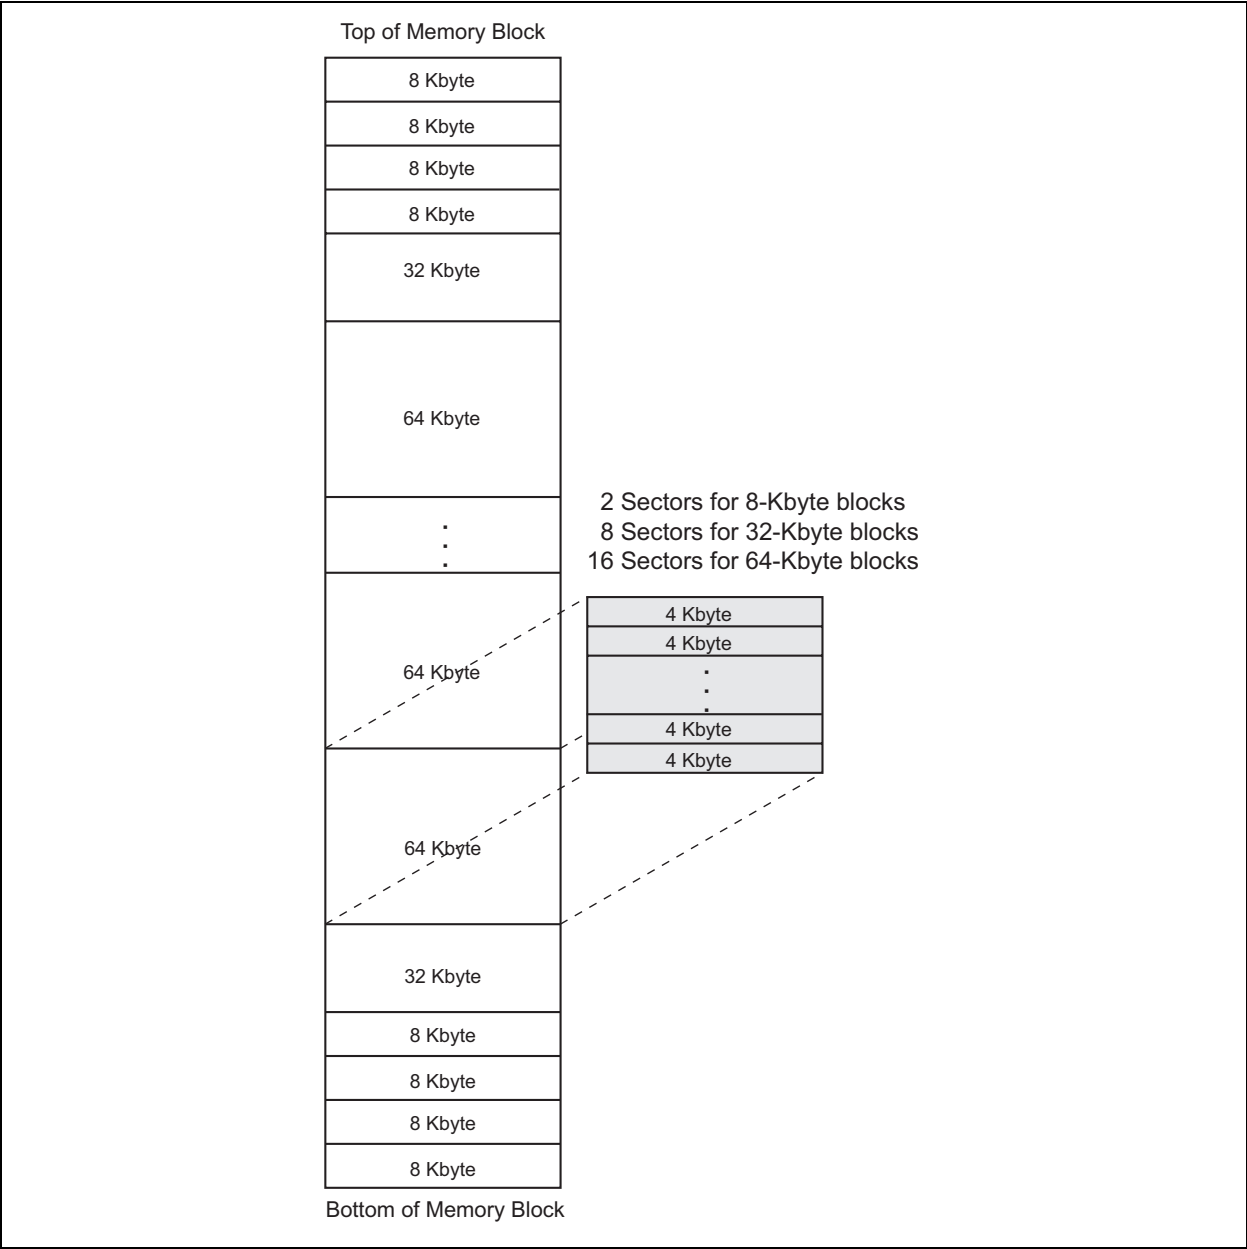 Top of Memory Block
8 Kbyte
8 Kbyte
8 Kbyte
8 Kbyte
32 Kbyte
64 Kbyte
2 Sectors for 8-Kbyte blocks
8 Sectors for 32-Kbyte blocks
16 Sectors for 64-Kbyte blocks
4 Kbyte
4 Kbyte
64 Kbyte
4 Kbyte
4 Kbyte
64 Kbyte
32 Kbyte
8 Kbyte
8 Kbyte
8 Kbyte
8 Kbyte
Bottom of Memory Block